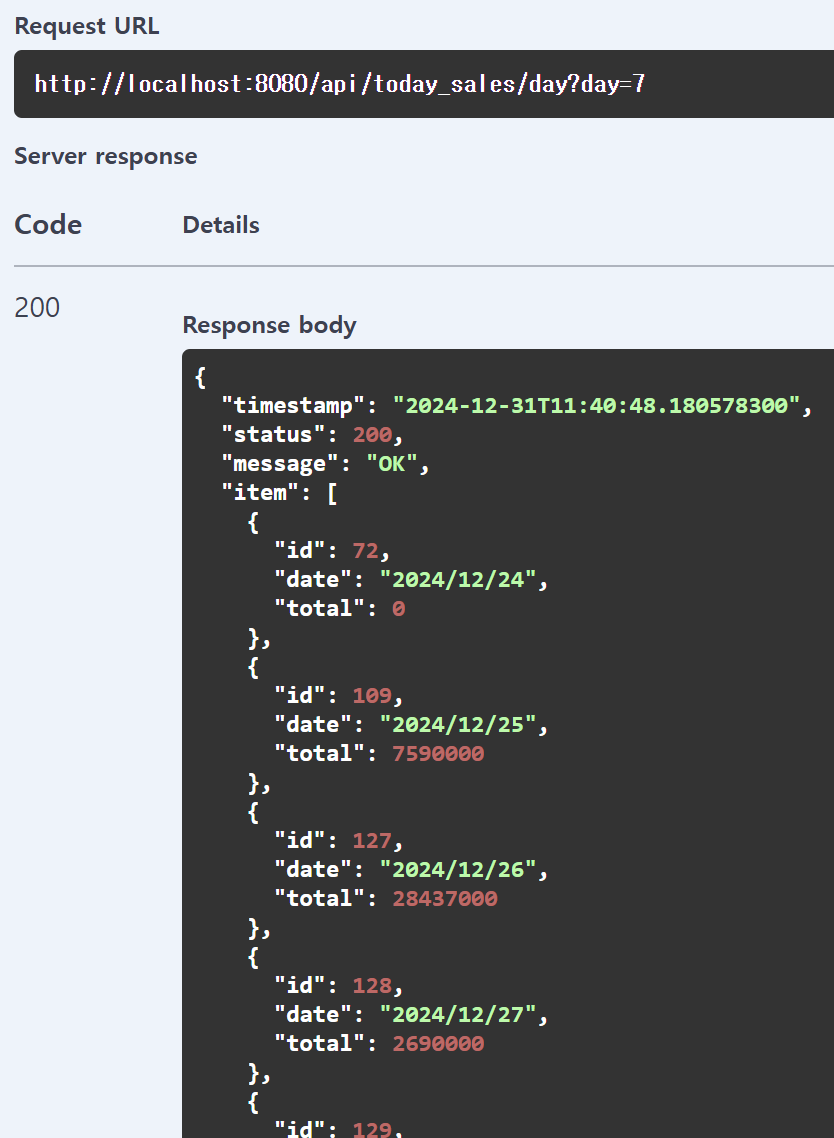 Request URL
http://localhost:8080/api/today_sales/day?day=7
Server response
Code Details
200
Response body
{
"timestamp": "2024-12-31T11:40:48.180578300",
"status": 200,
"message": "OK",
"item": [
{
"id": 72,
"date": "2024/12/24",
"total": 0
},
{
"id": 109,
"date": "2024/12/25",
"total": 7590000
},
{
"id": 127,
"date": "2024/12/26",
"total": 28437000
},
{
"id": 128,
"date": "2024/12/27",
"total": 2690000
},
{
"id": 129,